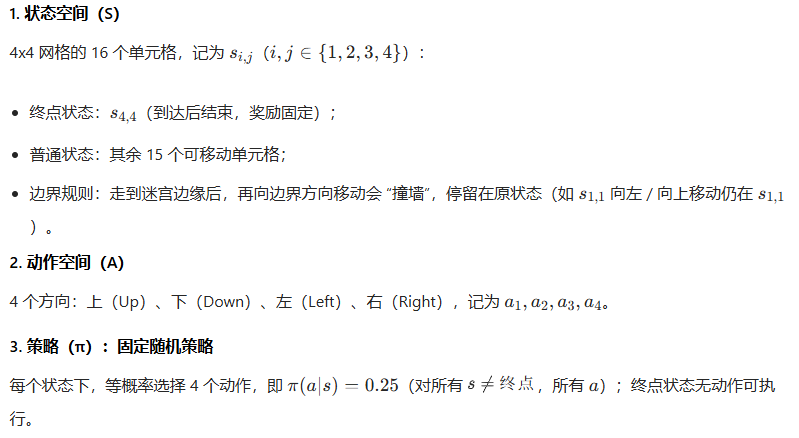 1. 状态空间（S）
4x4 网格的 16 个单元格，记为 s_{i,j}（i, j ∈ {1, 2, 3, 4}）：
• 终点状态：s_{4,4}（到达后结束，奖励固定）；
• 普通状态：其余 15 个可移动单元格；
• 边界规则：走到迷宫边缘后，再向边界方向移动会 “撞墙”，停留在原状态（如 s_{1,1} 向左 / 向上移动仍在 s_{1,1}
）。
2. 动作空间（A）
4 个方向：上（Up）、下（Down）、左（Left）、右（Right），记为 a_1, a_2, a_3, a_4。
3. 策略（π）：固定随机策略
每个状态下，等概率选择 4 个动作，即 π(a|s) = 0.25（对所有 s ≠ 终点，所有 a）；终点状态无动作可执
行。